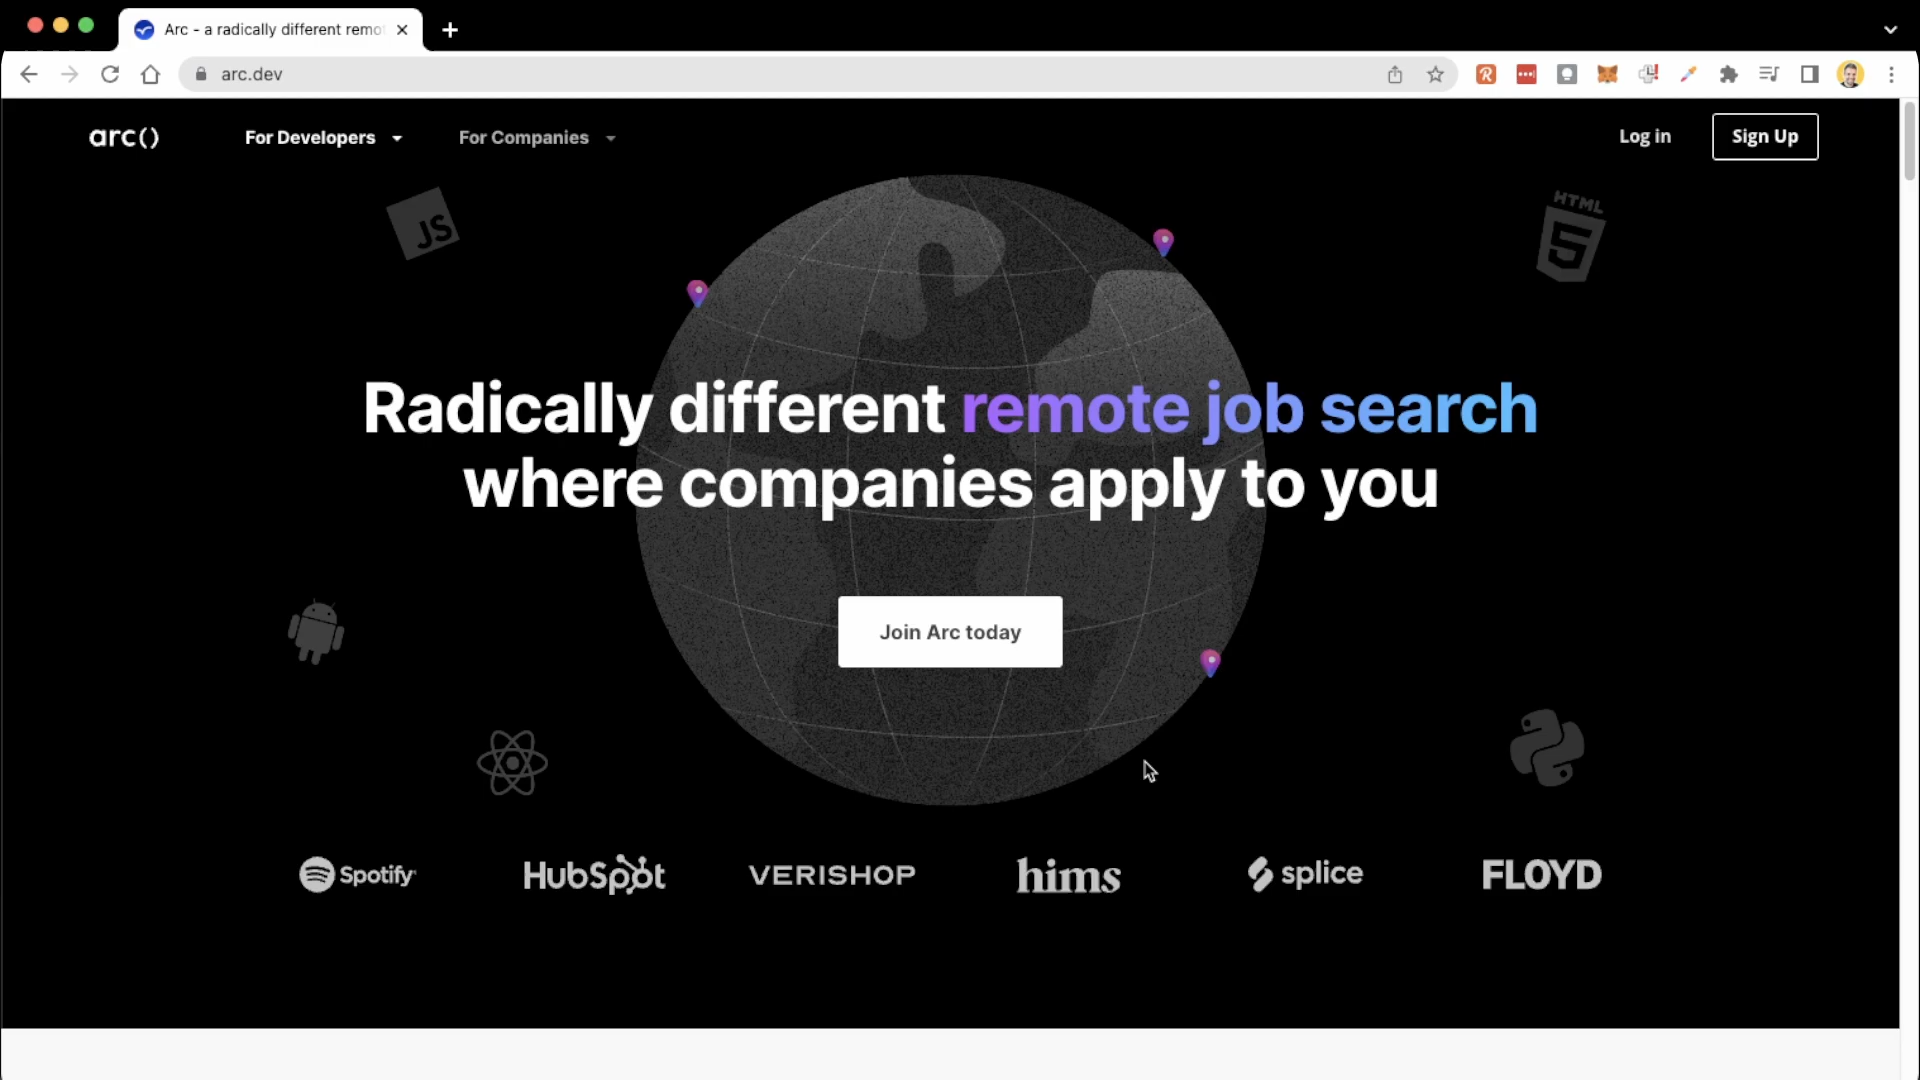 Arc - a radically different remo
arc.dev
arc()
For Developers
For Companies
Log in
Sign Up
JS
HTML
5
Radically different remote job search
where companies apply to you
Join Arc today
Spotify
HubSpot
VERISHOP
hims
splice
FLOYD